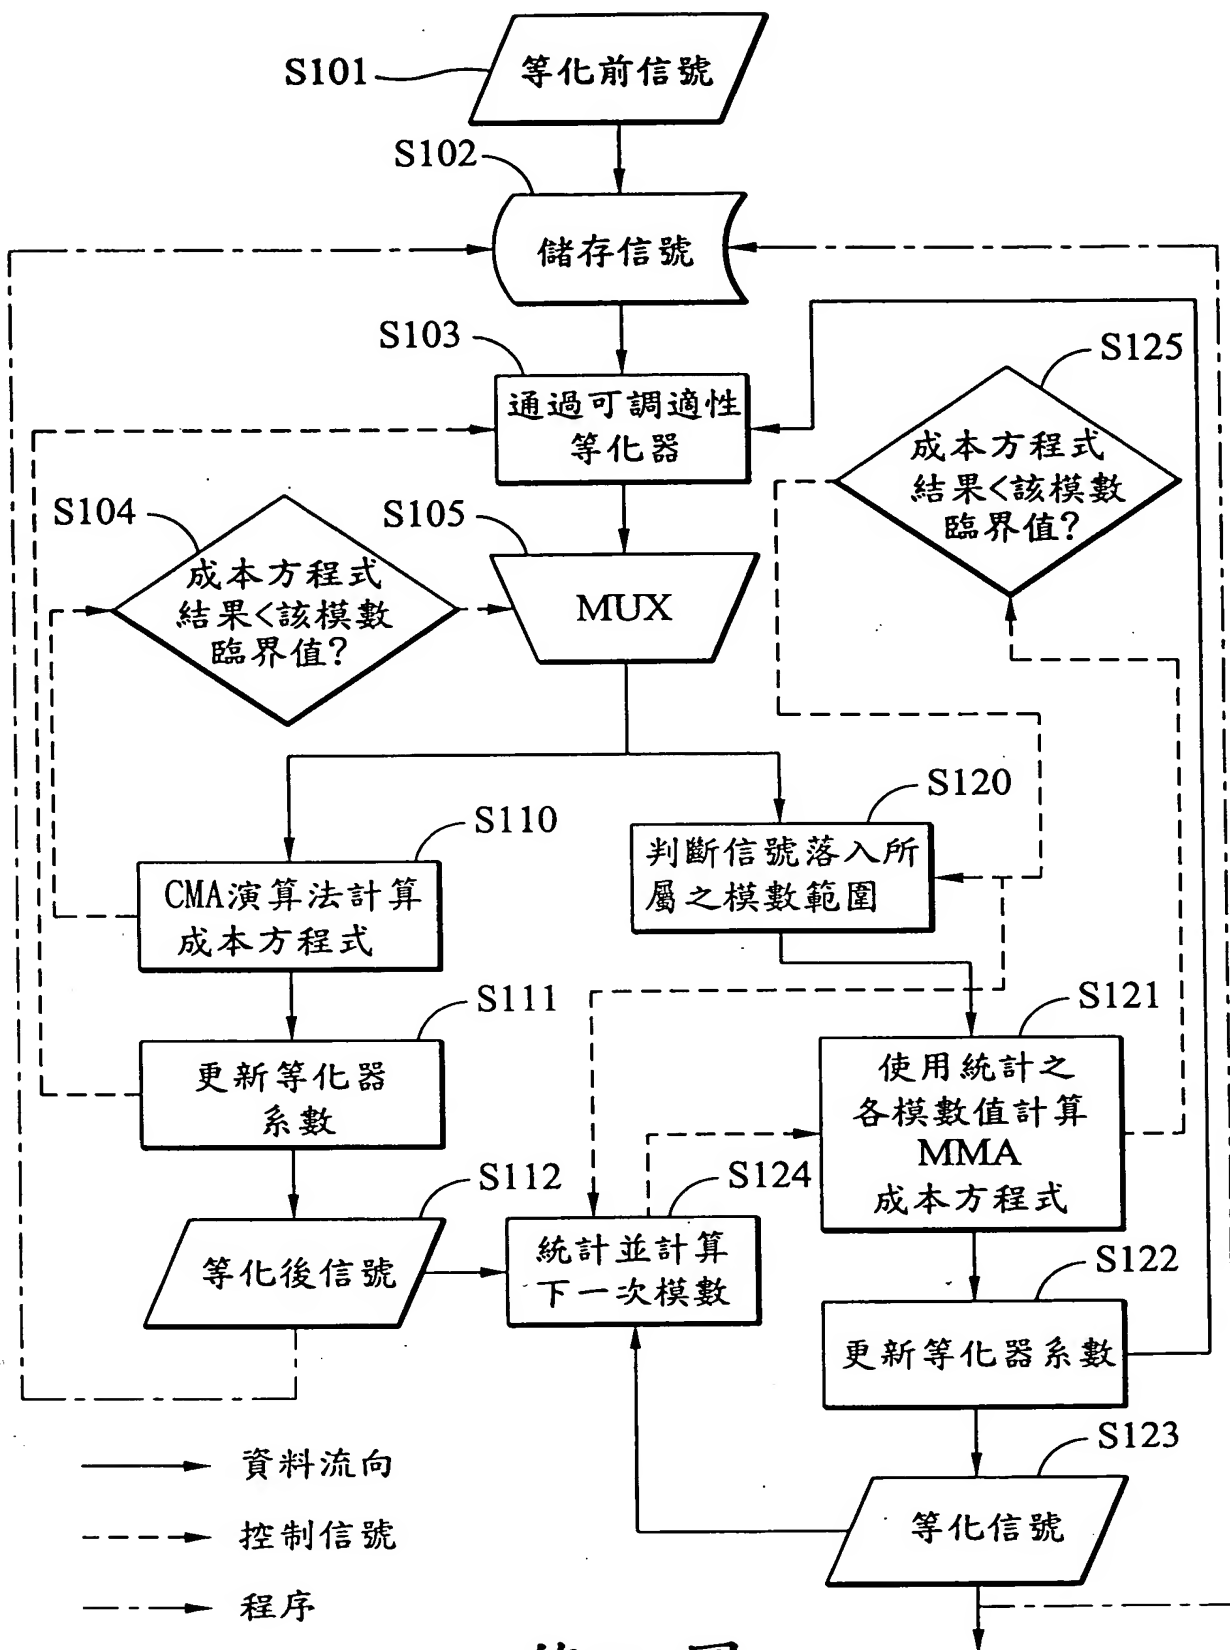 S101
等化前信號
S102
儲存信號
S103
通過可調適性
等化器
S125
成本方程式
結果<該模數
臨界值?
S104
成本方程式
結果<該模數
臨界值?
S105
MUX
S120
判斷信號落入所
屬之模數範圍
S110
CMA演算法計算
成本方程式
S111
更新等化器
系數
S121
使用統計之
各模數值計算
MMA
成本方程式
S112
等化後信號
S124
統計並計算
下一次模數
S122
更新等化器系數
S123
等化信號
資料流向
控制信號
程序